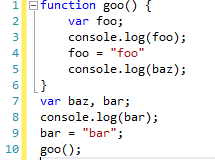 1 function goo() {
2 var foo;
3 console.log(foo);
4 foo = "foo"
5 console.log(baz);
6 }
7 var baz, bar;
8 console.log(bar);
9 bar = "bar";
10 goo();